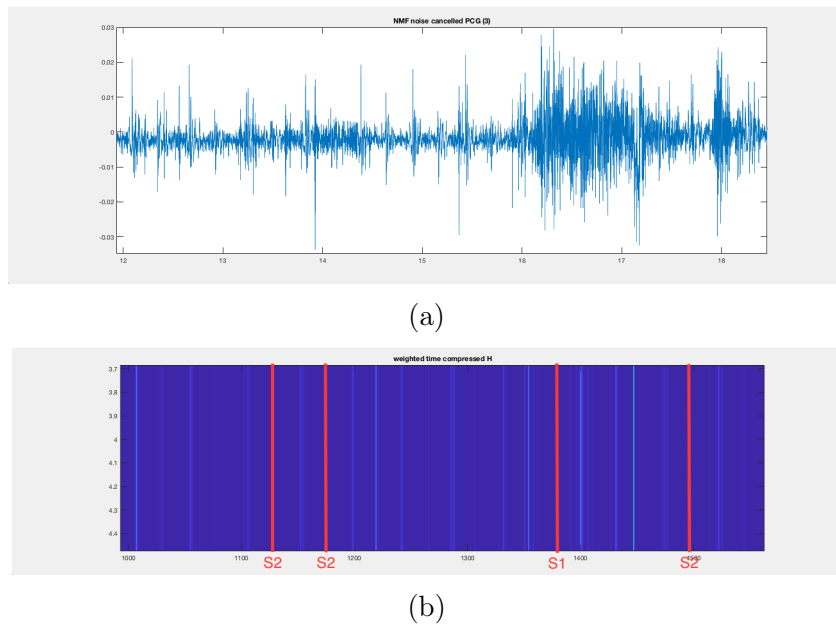 NMF noise cancelled PCG (3)
0.03
0.02
0.01
0
-0.01
-0.02
-0.03
12 13 14 15 16 17 18
(a)
weighted time compressed H
3.7
3.8
3.9
4
4.1
4.2
4.3
4.4
1000 1100 1200 1300 1400
S2 S2 S1 S2
(b)